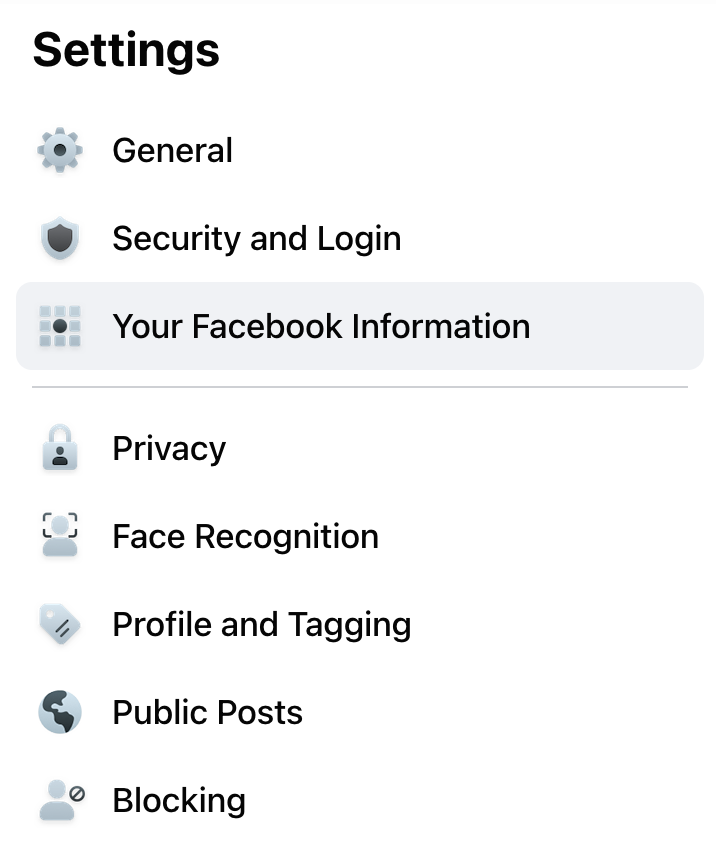 Settings
General
Security and Login
Your Facebook Information
Privacy
Face Recognition
Profile and Tagging
Public Posts
Blocking